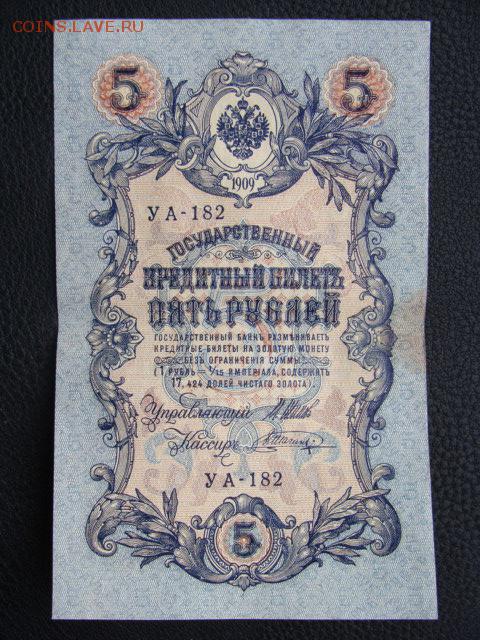 COINS.LAVE.RU
5 5
1909
УА-182
ГОСУДАРСТВЕННЫЙ
КРЕДИТНЫЙ БИЛЕТЪ
ПЯТЬ РУБЛЕЙ
ГОСУДАРСТВЕННЫЙ БАНКЪ РАЗМѢНИВАЕТЪ
КРЕДИТНЫЕ БИЛЕТЫ НА ЗОЛОТУЮ МОНЕТУ
БЕЗЪ ОГРАНИЧЕНІЯ СУММЫ
(1 РУБЛЬ = 1/15 ИМПЕРІАЛА, СОДЕРЖИТЪ
17,424 ДОЛЕЙ ЧИСТАГО ЗОЛОТА).
Управляющій
Кассиръ
УА-182
5